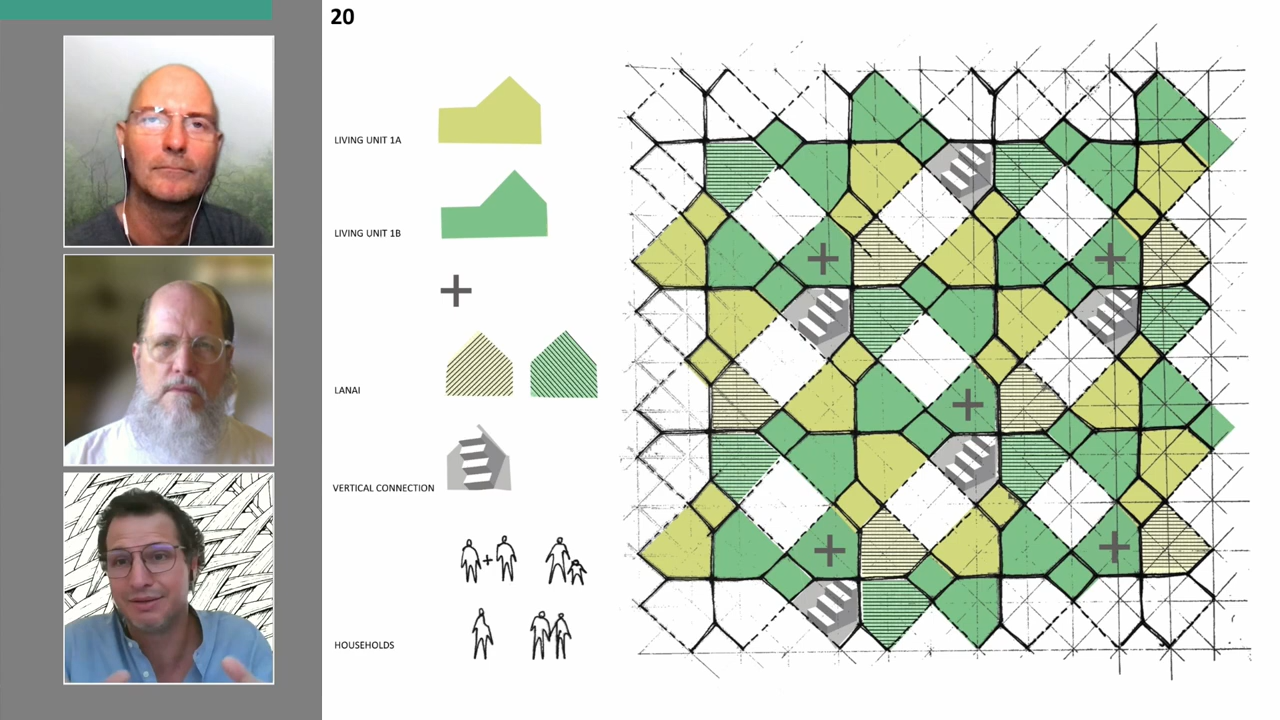 20
LIVING UNIT 1A
LIVING UNIT 1B
LANAI
VERTICAL CONNECTION
HOUSEHOLDS